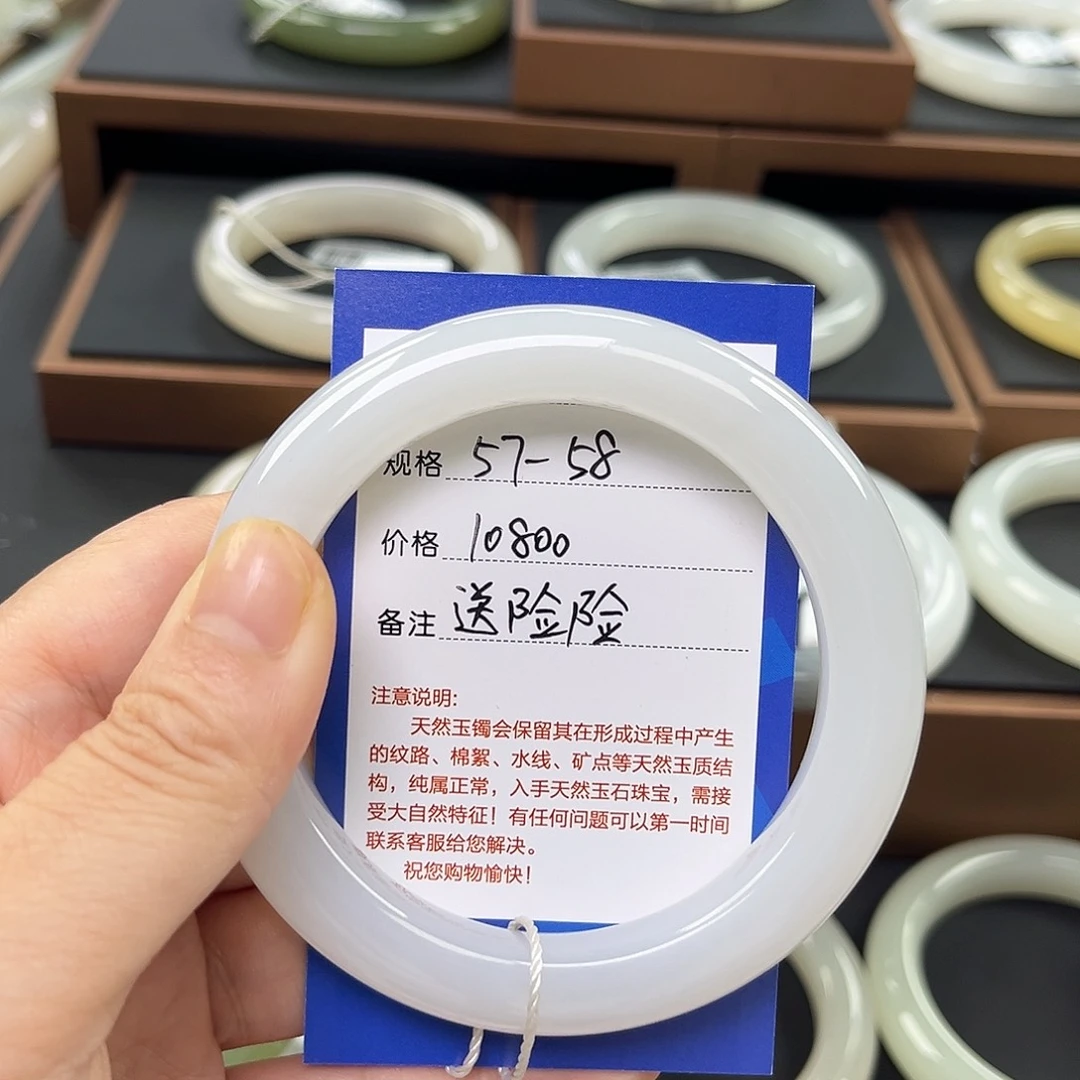 规格 57-58
价格 10800
备注 送险险
注意说明:
天然玉镯会保留其在形成过程中产生
的纹路、棉絮、水线、矿点等天然玉质结
构，纯属正常，入手天然玉石珠宝，需接
受大自然特征！有任何问题可以第一时间
联系客服给您解决。
祝您购物愉快！